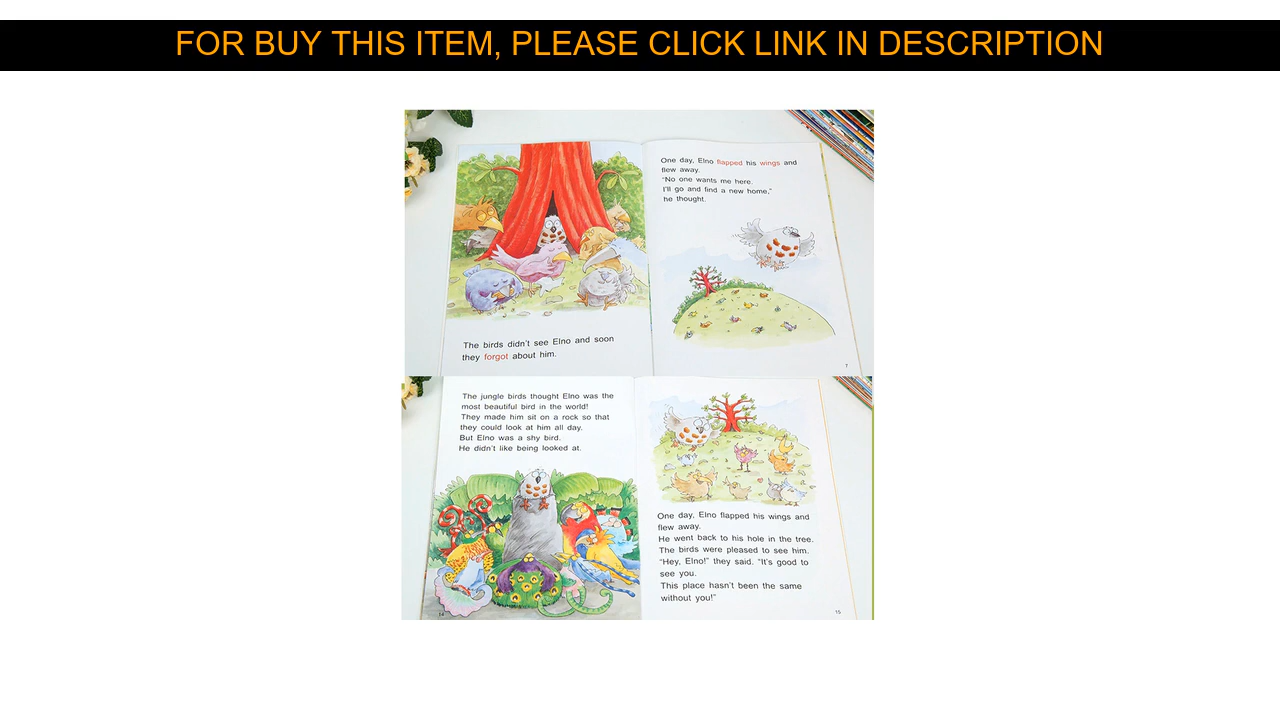 FOR BUY THIS ITEM, PLEASE CLICK LINK IN DESCRIPTION
The birds didn't see Elno and soon
they forgot about him.
One day, Elno flapped his wings and
flew away.
"No one wants me here.
I'll go and find a new home,"
he thought.
7
The jungle birds thought Elno was the
most beautiful bird in the world!
They made him sit on a rock so that
they could look at him all day.
But Elno was a shy bird.
He didn't like being looked at.
14
One day, Elno flapped his wings and
flew away.
He went back to his hole in the tree.
The birds were pleased to see him.
"Hey, Elno!" they said. "It's good to
see you.
This place hasn't been the same
without you!"
15